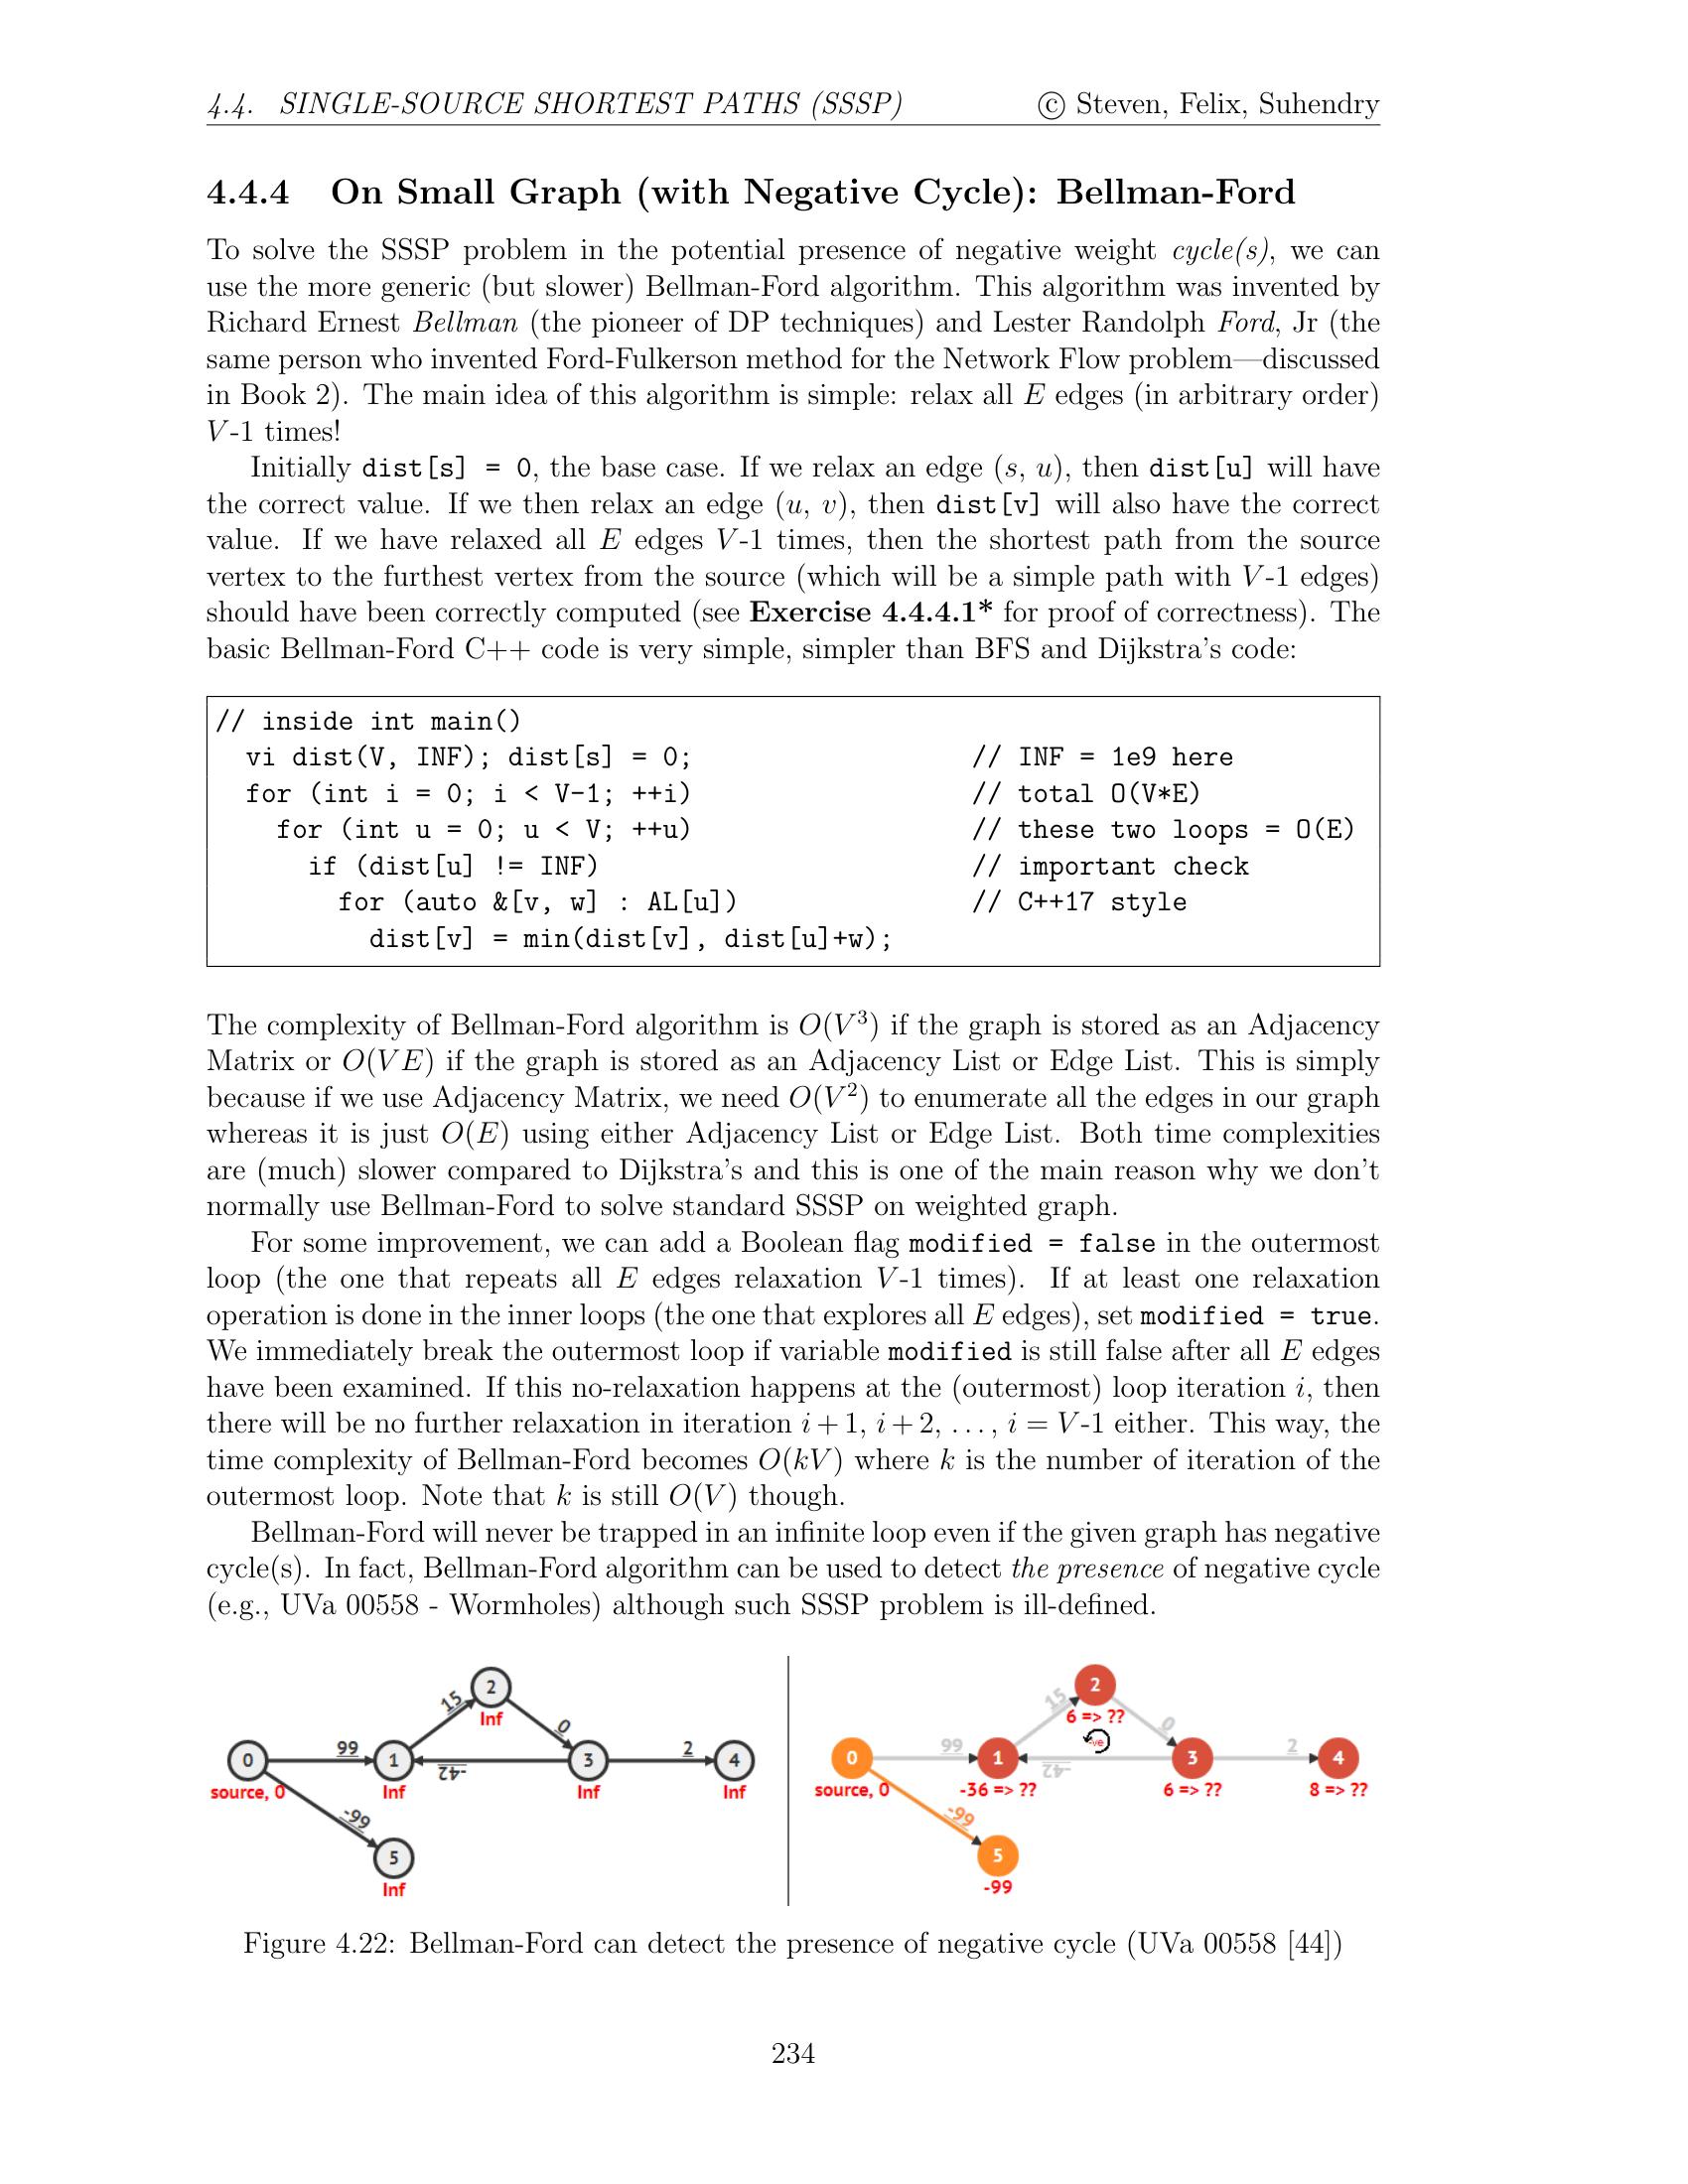 4.4. SINGLE-SOURCE SHORTEST PATHS (SSSP) © Steven, Felix, Suhendry
4.4.4 On Small Graph (with Negative Cycle): Bellman-Ford
To solve the SSSP problem in the potential presence of negative weight cycle(s), we can
use the more generic (but slower) Bellman-Ford algorithm. This algorithm was invented by
Richard Ernest Bellman (the pioneer of DP techniques) and Lester Randolph Ford, Jr (the
same person who invented Ford-Fulkerson method for the Network Flow problem—discussed
in Book 2). The main idea of this algorithm is simple: relax all E edges (in arbitrary order)
V-1 times!
Initially dist[s] = 0, the base case. If we relax an edge (s, u), then dist[u] will have
the correct value. If we then relax an edge (u, v), then dist[v] will also have the correct
value. If we have relaxed all E edges V-1 times, then the shortest path from the source
vertex to the furthest vertex from the source (which will be a simple path with V-1 edges)
should have been correctly computed (see Exercise 4.4.4.1* for proof of correctness). The
basic Bellman-Ford C++ code is very simple, simpler than BFS and Dijkstra's code:
// inside int main()
vi dist(V, INF); dist[s] = 0; // INF = 1e9 here
for (int i = 0; i < V-1; ++i) // total O(V*E)
for (int u = 0; u < V; ++u) // these two loops = O(E)
if (dist[u] != INF) // important check
for (auto &[v, w] : AL[u]) // C++17 style
dist[v] = min(dist[v], dist[u]+w);
The complexity of Bellman-Ford algorithm is O(V³) if the graph is stored as an Adjacency
Matrix or O(VE) if the graph is stored as an Adjacency List or Edge List. This is simply
because if we use Adjacency Matrix, we need O(V²) to enumerate all the edges in our graph
whereas it is just O(E) using either Adjacency List or Edge List. Both time complexities
are (much) slower compared to Dijkstra's and this is one of the main reason why we don't
normally use Bellman-Ford to solve standard SSSP on weighted graph.
For some improvement, we can add a Boolean flag modified = false in the outermost
loop (the one that repeats all E edges relaxation V-1 times). If at least one relaxation
operation is done in the inner loops (the one that explores all E edges), set modified = true.
We immediately break the outermost loop if variable modified is still false after all E edges
have been examined. If this no-relaxation happens at the (outermost) loop iteration i, then
there will be no further relaxation in iteration i + 1, i + 2, . . . , i = V-1 either. This way, the
time complexity of Bellman-Ford becomes O(kV) where k is the number of iteration of the
outermost loop. Note that k is still O(V) though.
Bellman-Ford will never be trapped in an infinite loop even if the given graph has negative
cycle(s). In fact, Bellman-Ford algorithm can be used to detect the presence of negative cycle
(e.g., UVa 00558 - Wormholes) although such SSSP problem is ill-defined.
2
15
Inf
0
0
99
1
-42
3
2
4
source, 0
Inf
Inf
Inf
-99
5
Inf
2
15
6 => ??
0
-ve
0
99
1
-42
3
2
4
source, 0
-36 => ??
6 => ??
8 => ??
-99
5
-99
Figure 4.22: Bellman-Ford can detect the presence of negative cycle (UVa 00558 [44])
234